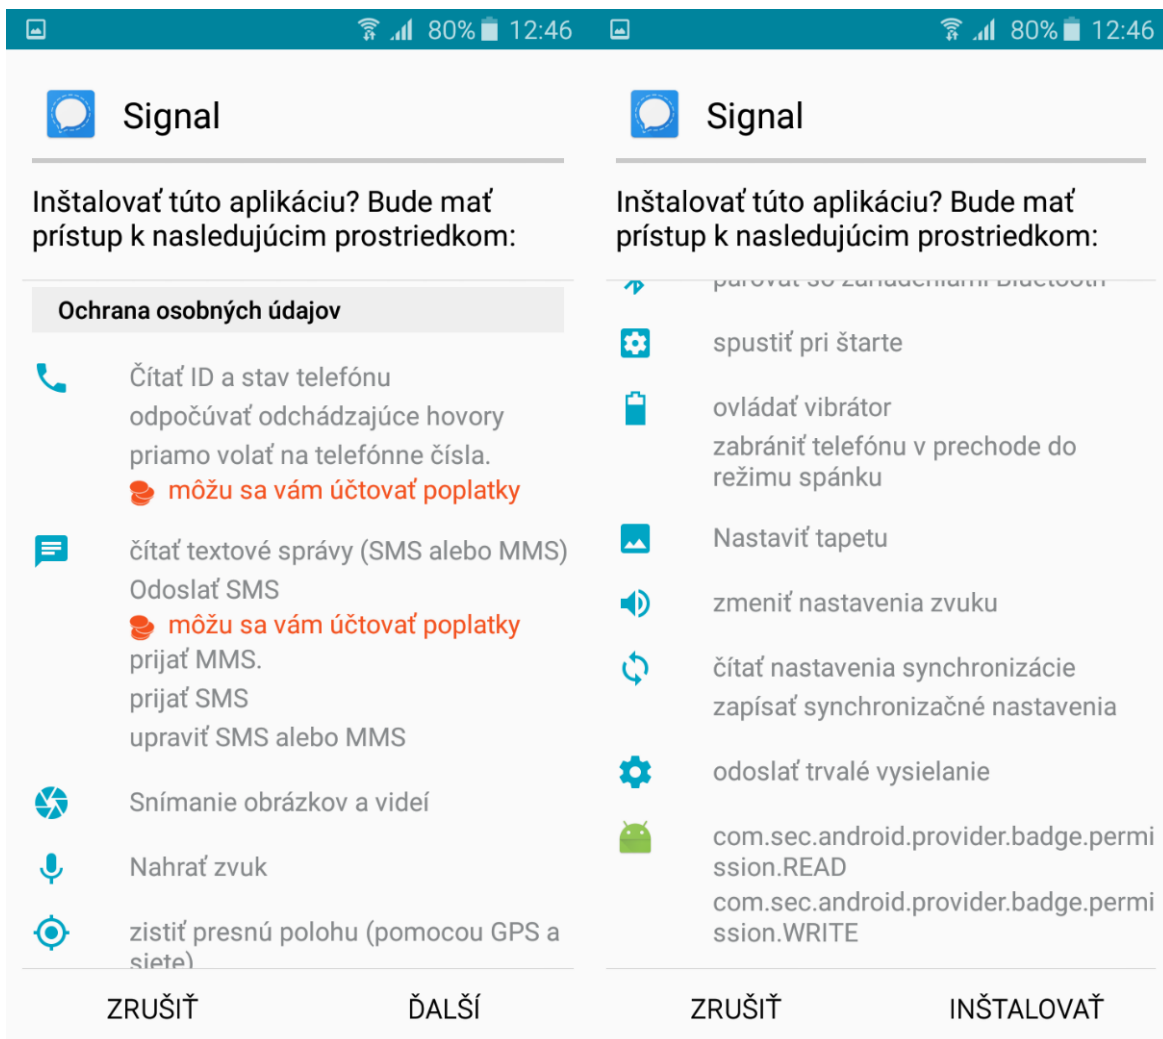 80% 12:46
Signal
Inštalovať túto aplikáciu? Bude mať
prístup k nasledujúcim prostriedkom:
Ochrana osobných údajov
Čítať ID a stav telefónu
odpočúvať odchádzajúce hovory
priamo volať na telefónne čísla.
môžu sa vám účtovať poplatky
čítať textové správy (SMS alebo MMS)
Odoslať SMS
môžu sa vám účtovať poplatky
prijať MMS.
prijať SMS
upraviť SMS alebo MMS
Snímanie obrázkov a videí
Nahrať zvuk
zistiť presnú polohu (pomocou GPS a
siete)
ZRUŠIŤ ĎALŠÍ
80% 12:46
Signal
Inštalovať túto aplikáciu? Bude mať
prístup k nasledujúcim prostriedkom:
párovať so zariadeniami Bluetooth
spustiť pri štarte
ovládať vibrátor
zabrániť telefónu v prechode do
režimu spánku
Nastaviť tapetu
zmeniť nastavenia zvuku
čítať nastavenia synchronizácie
zapísať synchronizačné nastavenia
odoslať trvalé vysielanie
com.sec.android.provider.badge.permi
ssion.READ
com.sec.android.provider.badge.permi
ssion.WRITE
ZRUŠIŤ INŠTALOVAŤ